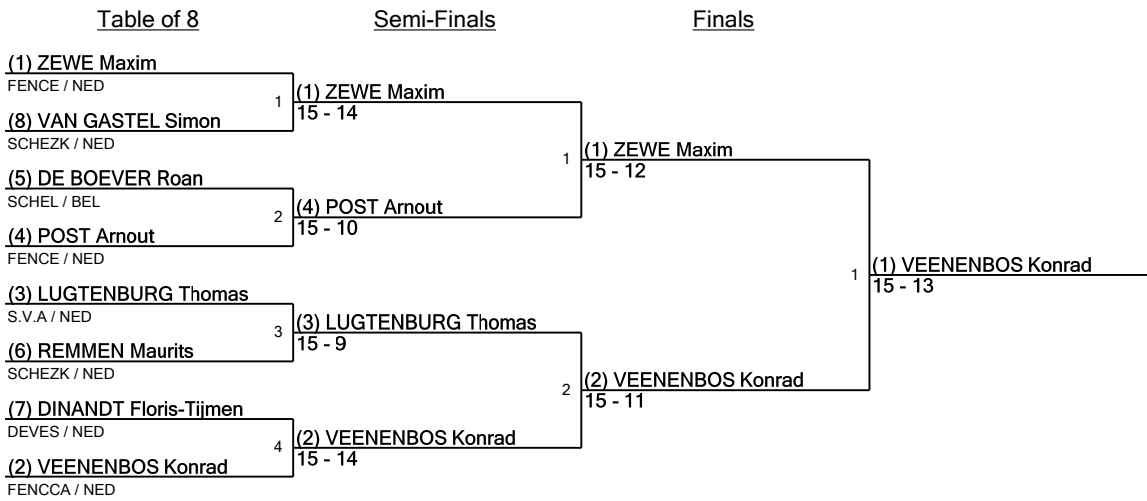 Table of 8
Semi-Finals
Finals
(1) ZEWE Maxim
FENCE / NED
1
(8) VAN GASTEL Simon
SCHEZK / NED
(5) DE BOEVER Roan
SCHEL / BEL
2
(4) POST Arnout
FENCE / NED
(3) LUGTENBURG Thomas
S.V.A / NED
3
(6) REMMEN Maurits
SCHEZK / NED
(7) DINANDT Floris-Tijmen
DEVES / NED
4
(2) VEENENBOS Konrad
FENCCA / NED
(1) ZEWE Maxim
15 - 14
1
(4) POST Arnout
15 - 10
(3) LUGTENBURG Thomas
15 - 9
2
(2) VEENENBOS Konrad
15 - 14
(1) ZEWE Maxim
15 - 12
1
(2) VEENENBOS Konrad
15 - 11
(1) VEENENBOS Konrad
15 - 13